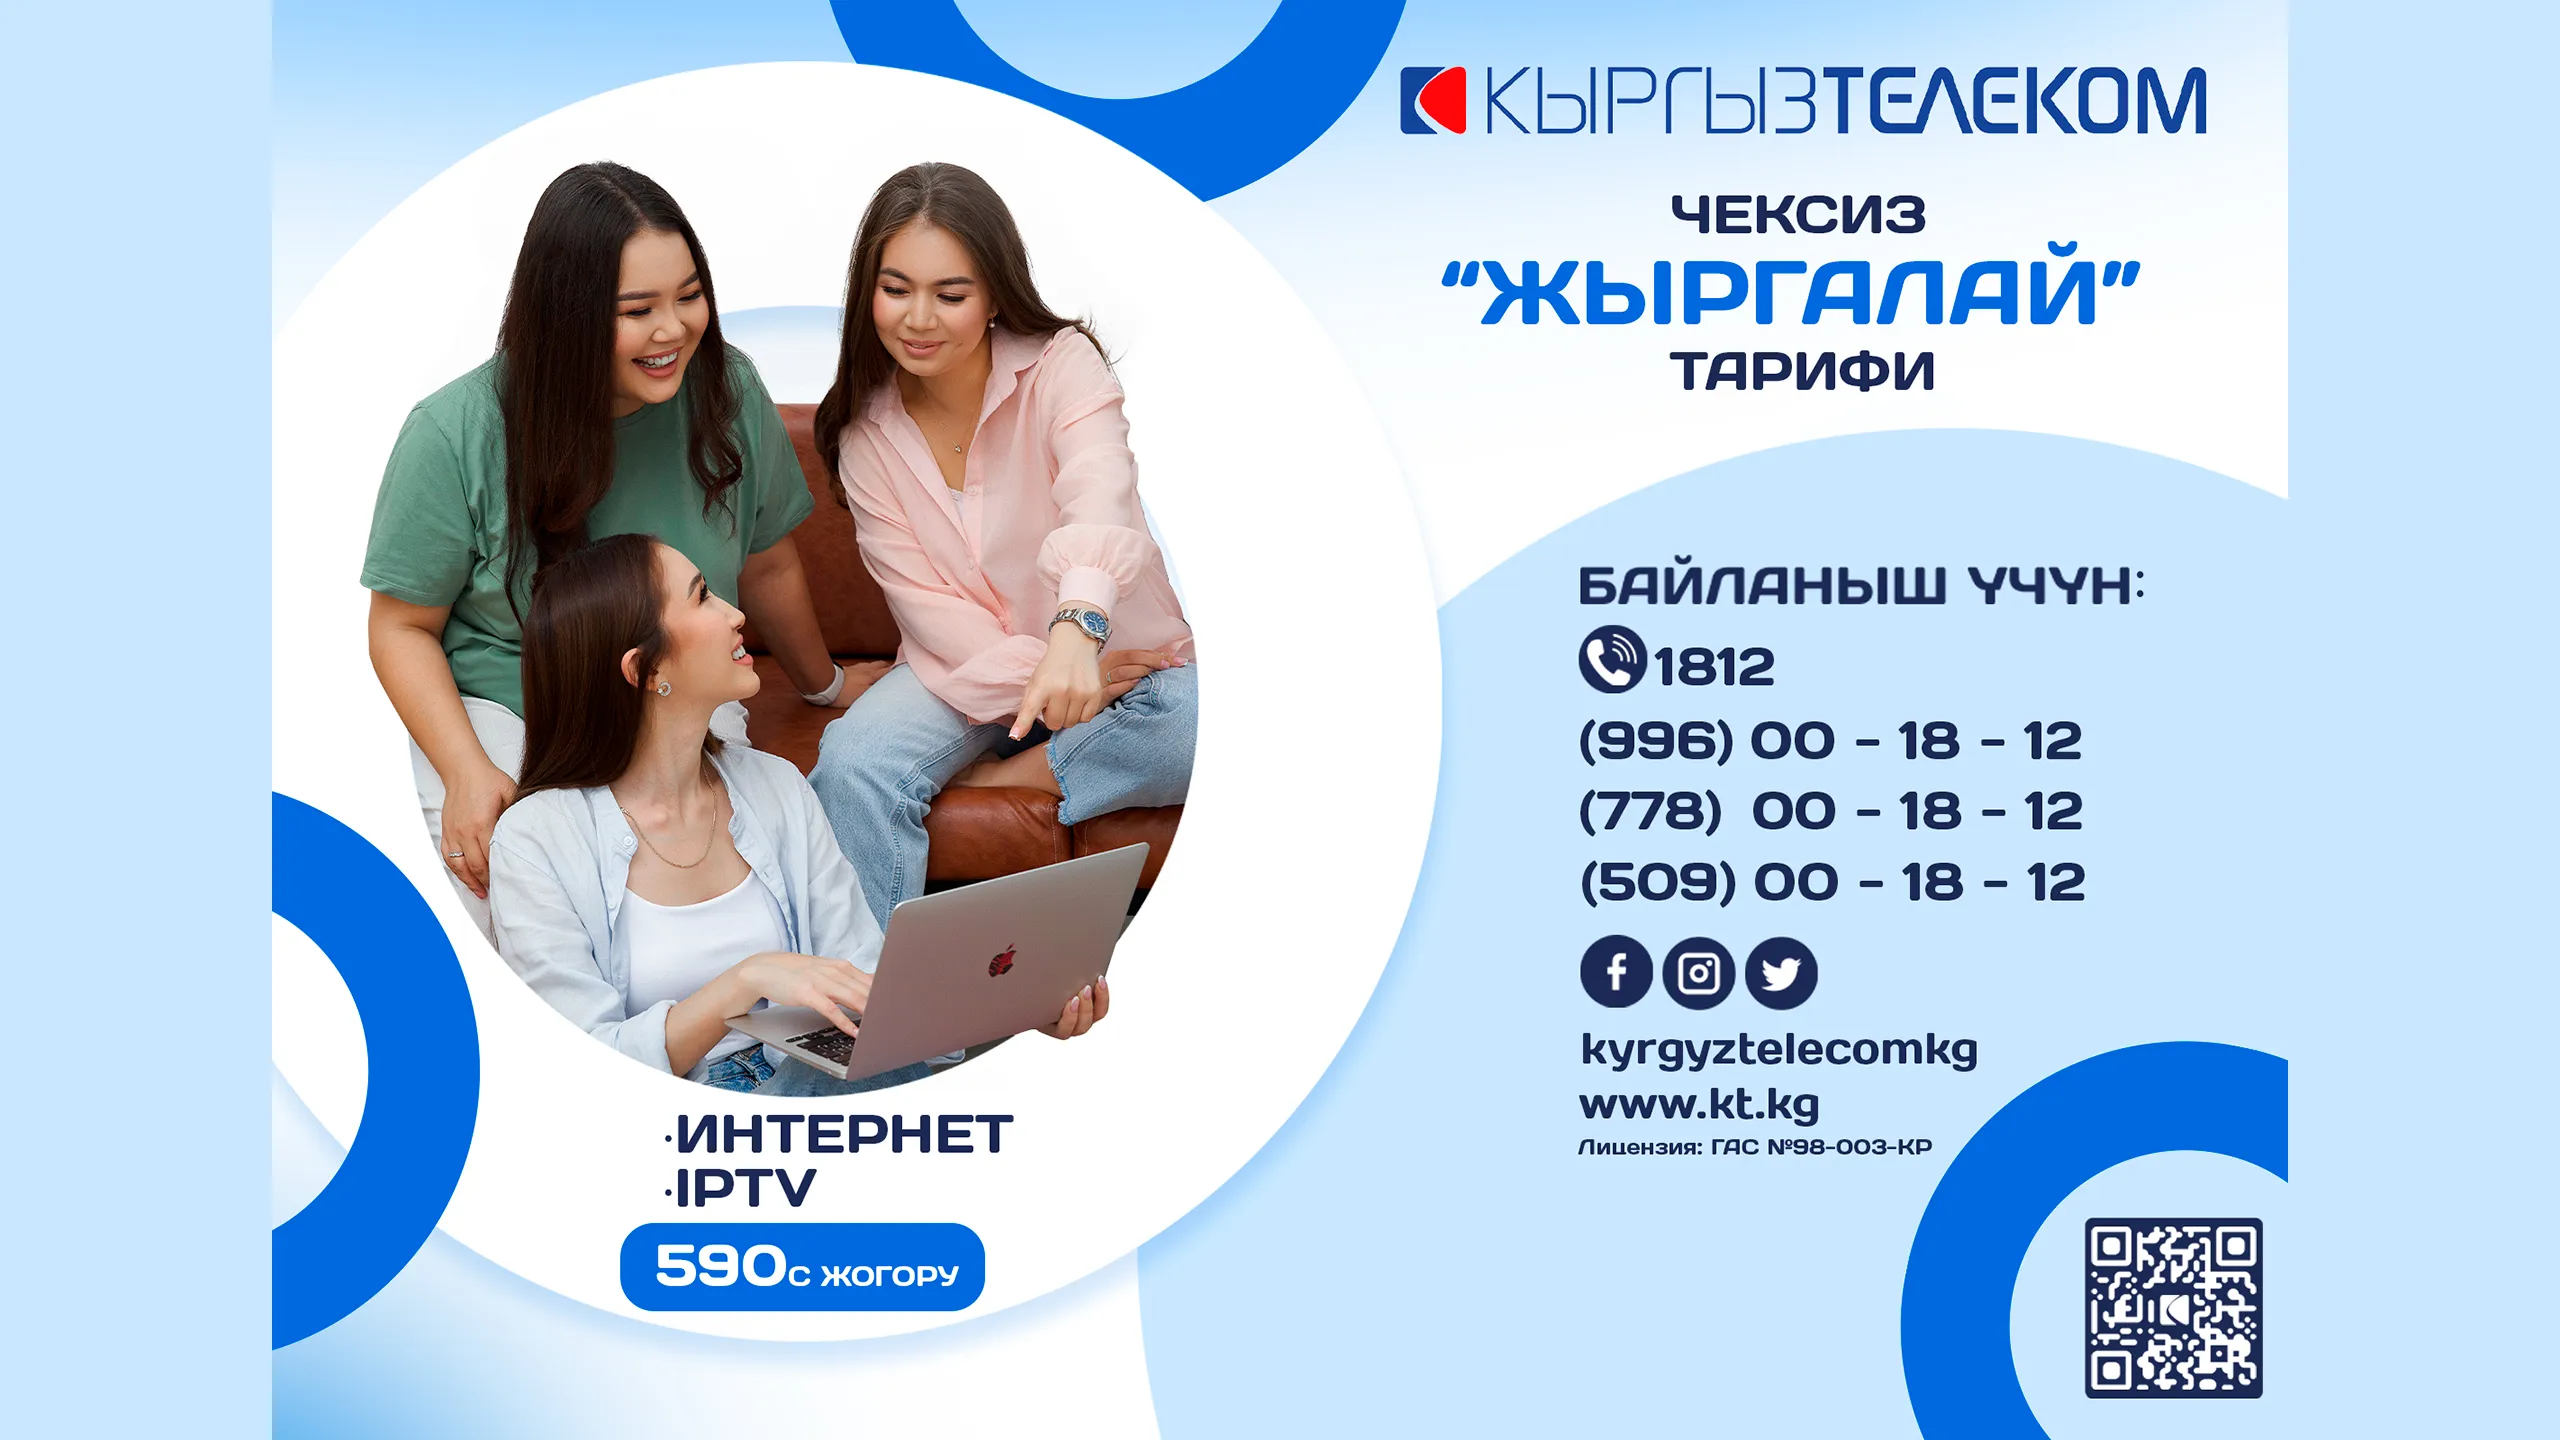 КЫРГЫЗТЕЛЕКОМ
ЧЕКСИЗ
“ЖЫРГАЛАЙ”
ТАРИФИ
БАЙЛАНЫШ ҮЧҮН:
1812
(996) 00 - 18 - 12
(778) 00 - 18 - 12
(509) 00 - 18 - 12
kyrgyztelecomkg
www.kt.kg
Лицензия: ГАС №98-003-КР
·ИНТЕРНЕТ
·IPTV
590С ЖОГОРУ